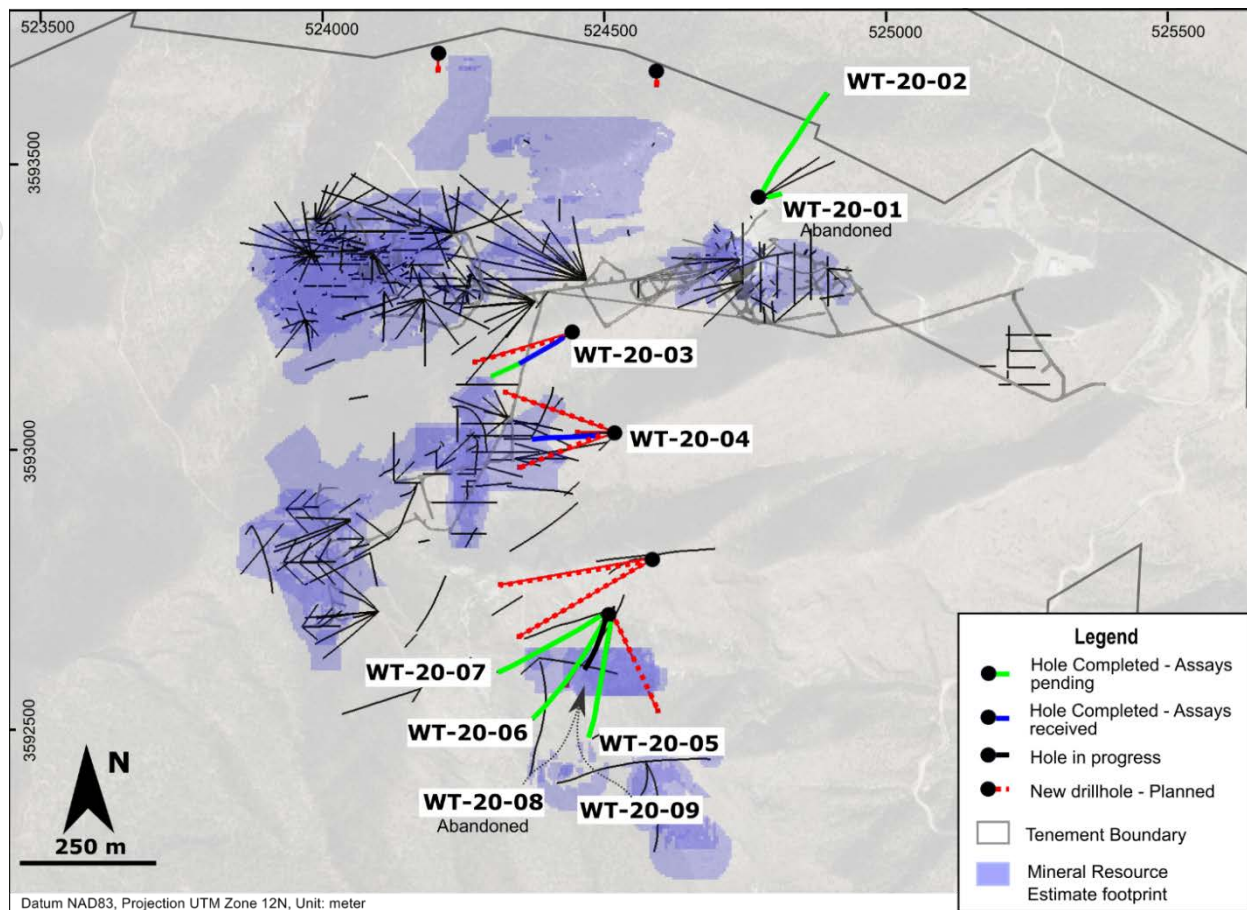 523500
524000
524500
525000
525500
WT-20-02
3593500
WT-20-01
Abandoned
WT-20-03
WT-20-04
3593000
WT-20-07
WT-20-06
WT-20-05
3592500
WT-20-08
Abandoned
WT-20-09
N
250 m
Legend
Hole Completed - Assays
pending
Hole Completed - Assays
received
Hole in progress
New drillhole - Planned
Tenement Boundary
Mineral Resource
Estimate footprint
Datum NAD83, Projection UTM Zone 12N, Unit: meter